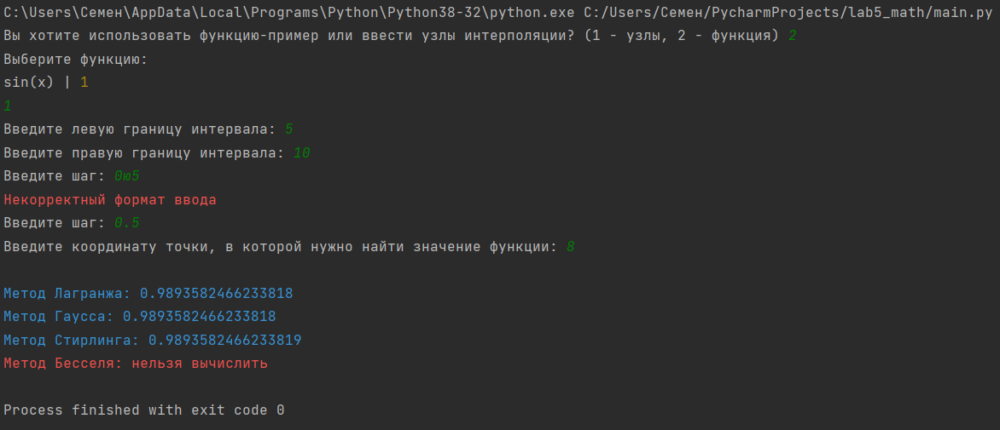 C:\Users\Семен\AppData\Local\Programs\Python\Python38-32\python.exe C:/Users/Семен/PycharmProjects/lab5_math/main.py
Вы хотите использовать функцию-пример или ввести узлы интерполяции? (1 - узлы, 2 - функция) 2
Выберите функцию:
sin(x) | 1
1
Введите левую границу интервала: 5
Введите правую границу интервала: 10
Введите шаг: 0ю5
Некорректный формат ввода
Введите шаг: 0.5
Введите координату точки, в которой нужно найти значение функции: 8
Метод Лагранжа: 0.9893582466233818
Метод Гаусса: 0.9893582466233818
Метод Стирлинга: 0.9893582466233819
Метод Бесселя: нельзя вычислить
Process finished with exit code 0